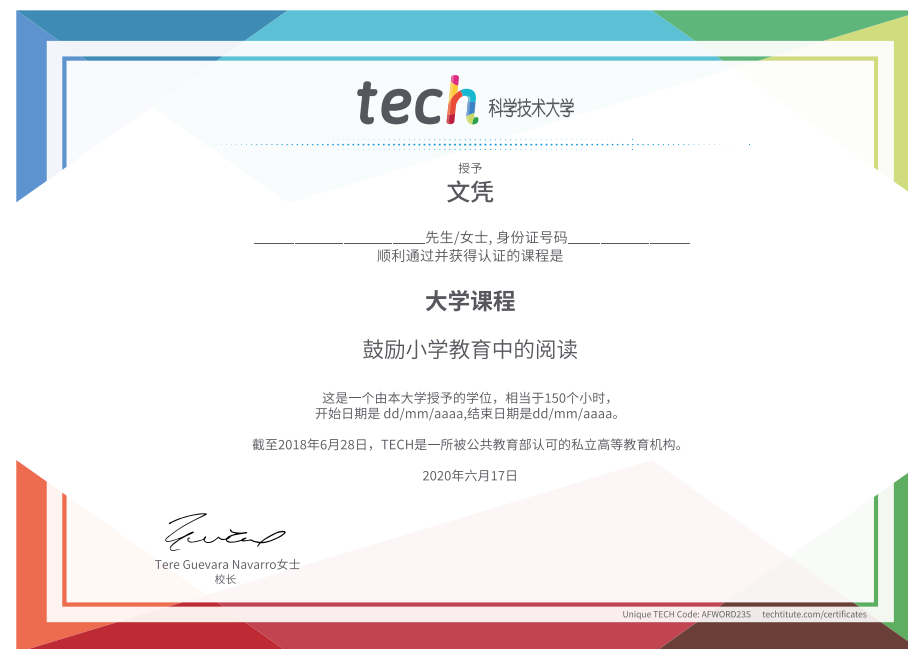 tech 科学技术大学
授予
文凭
先生/女士, 身份证号码
顺利通过并获得认证的课程是
大学课程
鼓励小学教育中的阅读
这是一个由本大学授予的学位，相当于150个小时，
开始日期是 dd/mm/aaaa,结束日期是dd/mm/aaaa。
截至2018年6月28日，TECH是一所被公共教育部认可的私立高等教育机构。
2020年六月17日
Tere Guevara Navarro女士
校长
Unique TECH Code: AFWORD23S techtitute.com/certificates